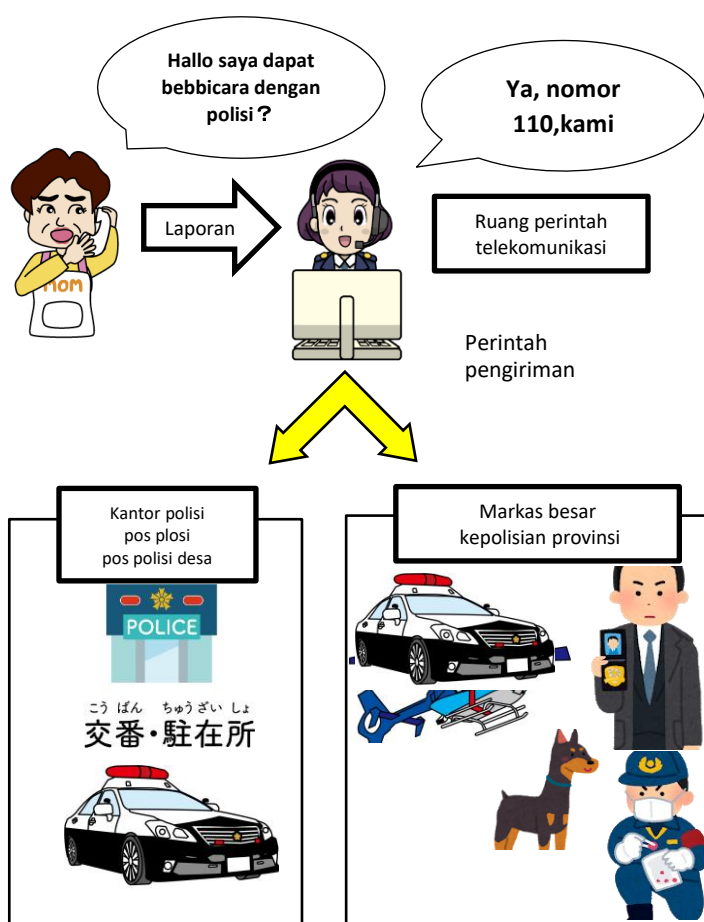 Hallo saya dapat
bebbicara dengan
polisi？
Ya, nomor
110,kami
mom
Laporan
Ruang perintah
telekomunikasi
Perintah
pengiriman
Kantor polisi
pos plosi
pos polisi desa
Markas besar
kepolisian provinsi
POLICE
こう ばん ちゅうざい しょ
交番・駐在所